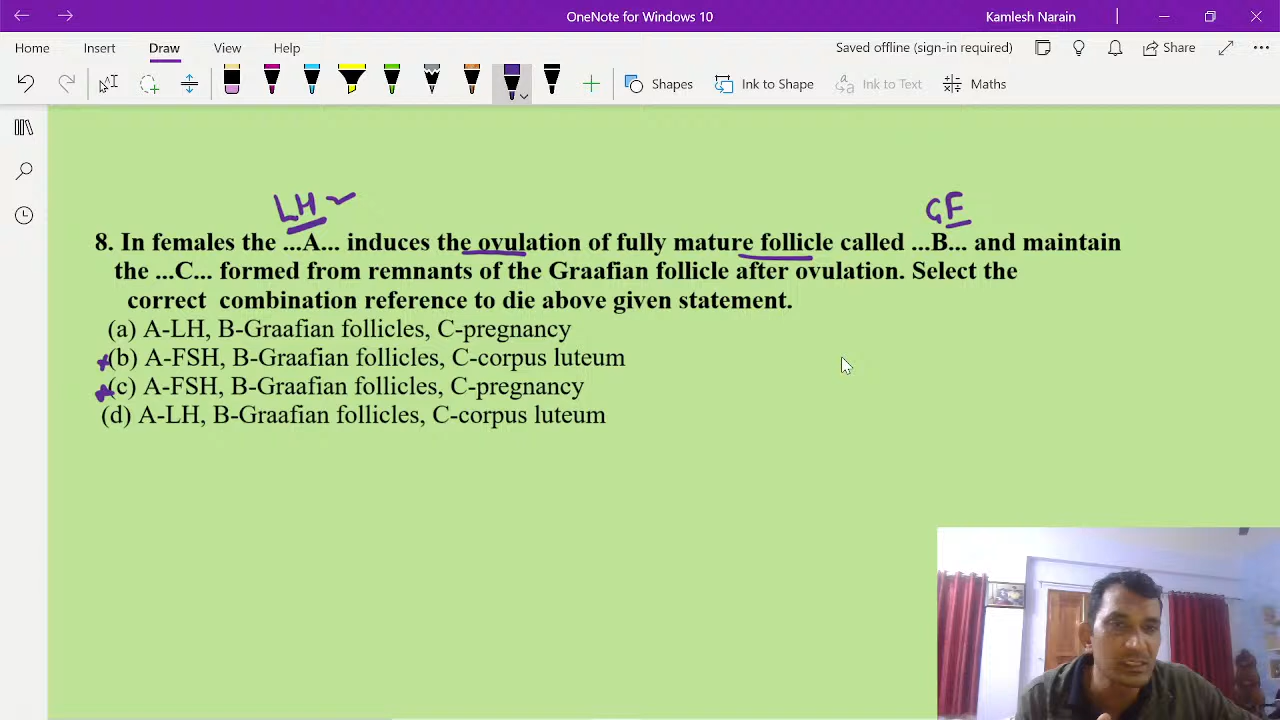 OneNote for Windows 10
Kamlesh Narain
Home Insert Draw View Help
Saved offline (sign-in required)
Share
Shapes
Ink to Shape
Ink to Text
Maths
LH
GF
8. In females the ...A... induces the ovulation of fully mature follicle called ...B... and maintain
the ...C... formed from remnants of the Graafian follicle after ovulation. Select the
correct combination reference to die above given statement.
(a) A-LH, B-Graafian follicles, C-pregnancy
(b) A-FSH, B-Graafian follicles, C-corpus luteum
(c) A-FSH, B-Graafian follicles, C-pregnancy
(d) A-LH, B-Graafian follicles, C-corpus luteum